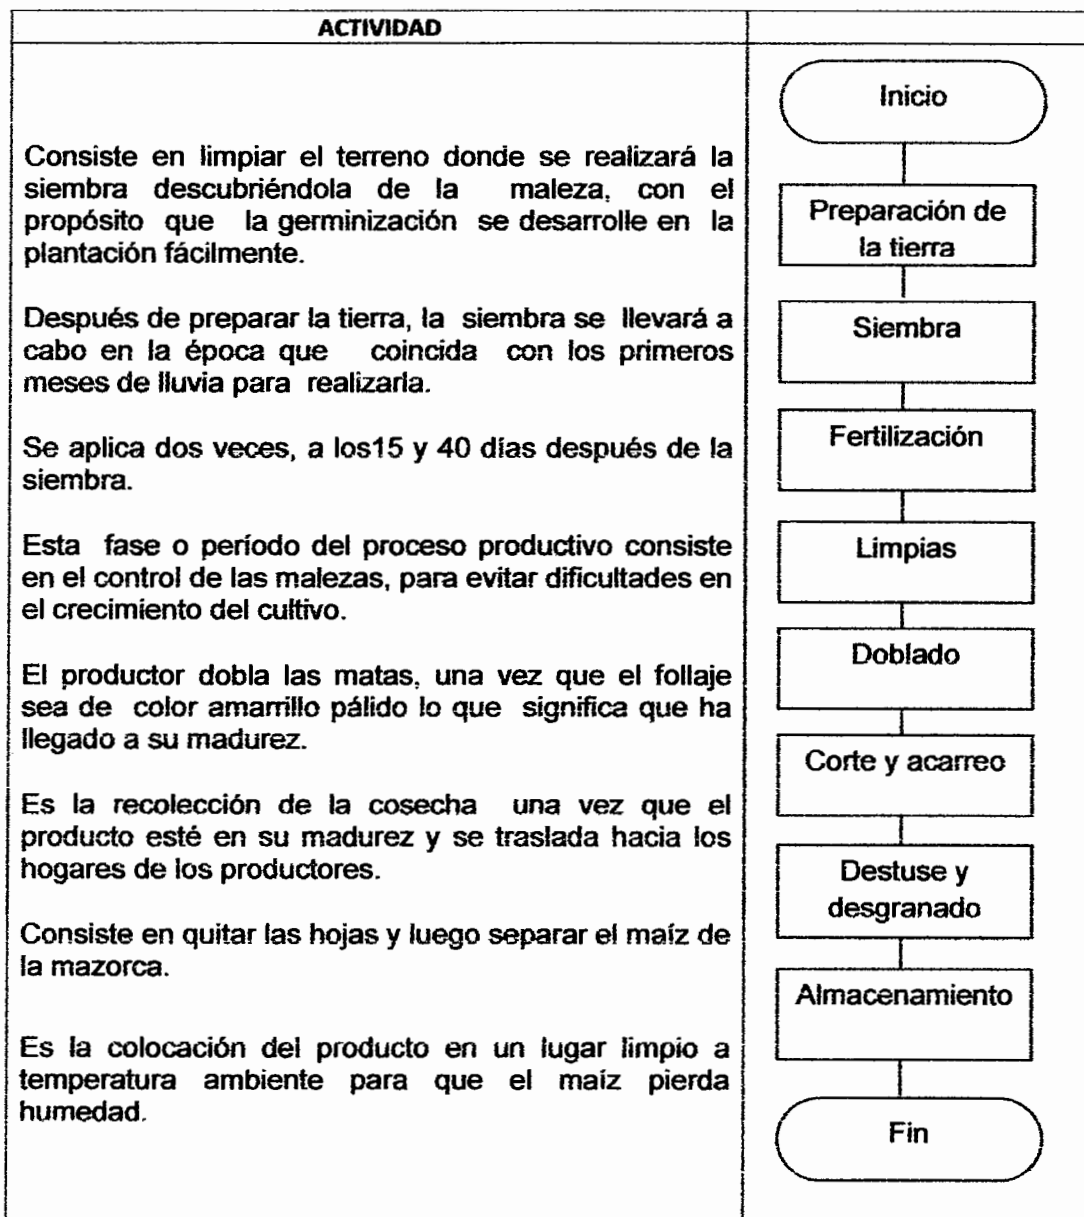 ACTIVIDAD
Consiste en limpiar el terreno donde se realizará la
siembra descubriéndola de la maleza, con el
propósito que la germinización se desarrolle en la
plantación fácilmente.
Después de preparar la tierra, la siembra se llevará a
cabo en la época que coincida con los primeros
meses de lluvia para realizarla.
Se aplica dos veces, a los15 y 40 días después de la
siembra.
Esta fase o período del proceso productivo consiste
en el control de las malezas, para evitar dificultades en
el crecimiento del cultivo.
El productor dobla las matas, una vez que el follaje
sea de color amarrillo pálido lo que significa que ha
llegado a su madurez.
Es la recolección de la cosecha una vez que el
producto esté en su madurez y se traslada hacia los
hogares de los productores.
Consiste en quitar las hojas y luego separar el maíz de
la mazorca.
Es la colocación del producto en un lugar limpio a
temperatura ambiente para que el maíz pierda
humedad.
Inicio
Preparación de
la tierra
Siembra
Fertilización
Limpias
Doblado
Corte y acarreo
Destuse y
desgranado
Almacenamiento
Fin